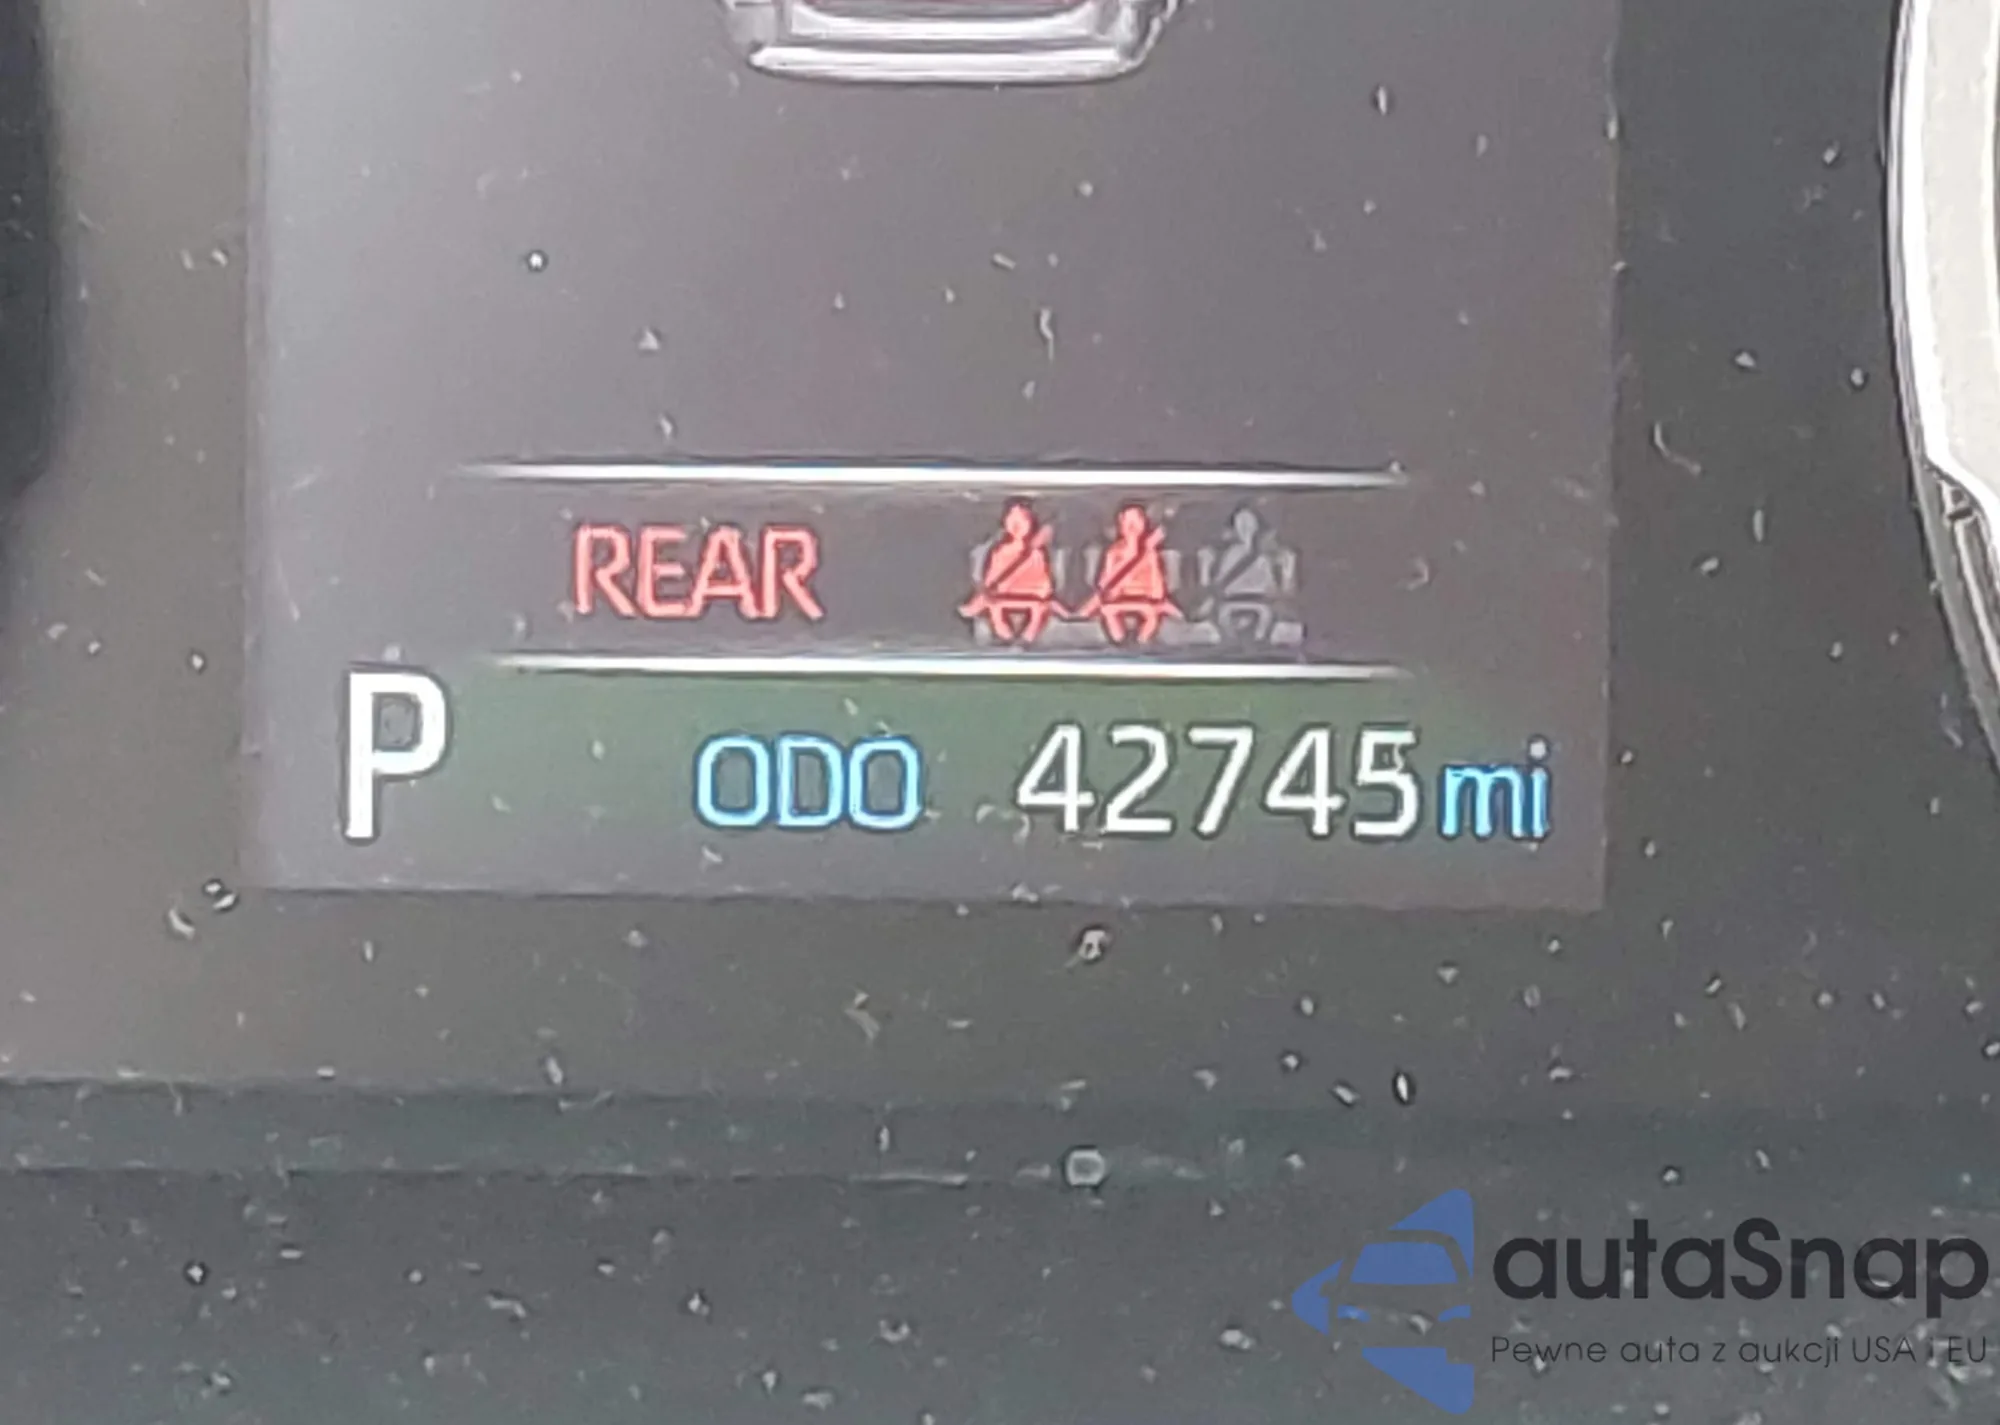 REAR
P ODO 42745 mi
autaSnap
Pewne auta z aukcji USA i EU